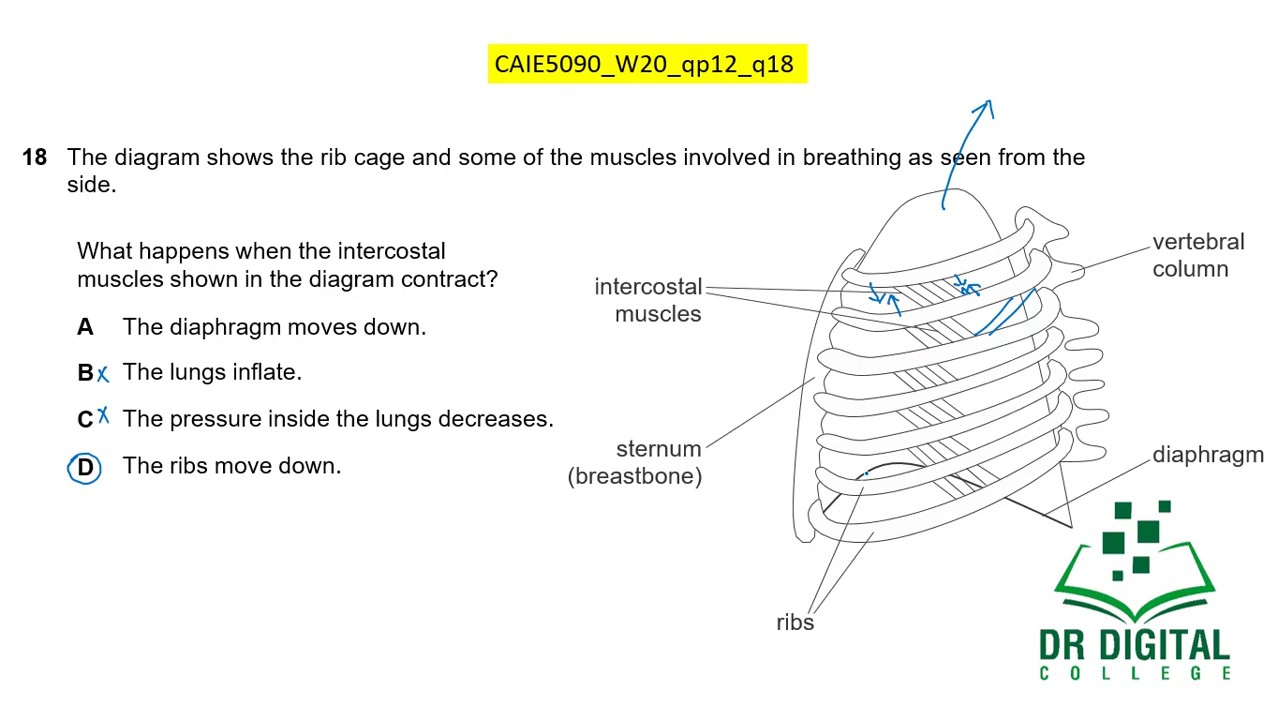 CAIE5090_W20_qp12_q18
18 The diagram shows the rib cage and some of the muscles involved in breathing as seen from the
side.
What happens when the intercostal
muscles shown in the diagram contract?
A The diaphragm moves down.
B x The lungs inflate.
C x The pressure inside the lungs decreases.
D The ribs move down.
intercostal
muscles
vertebral
column
sternum
(breastbone)
diaphragm
ribs
DR DIGITAL
COLLEGE